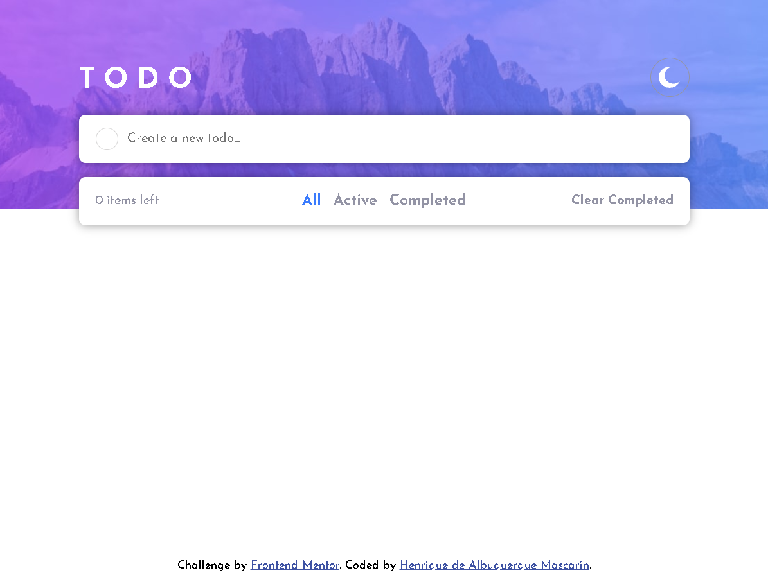 TODO
Create a new todo...
0 items left
All Active Completed
Clear Completed
Challenge by Frontend Mentor. Coded by Henrique de Albuquerque Mascarin.